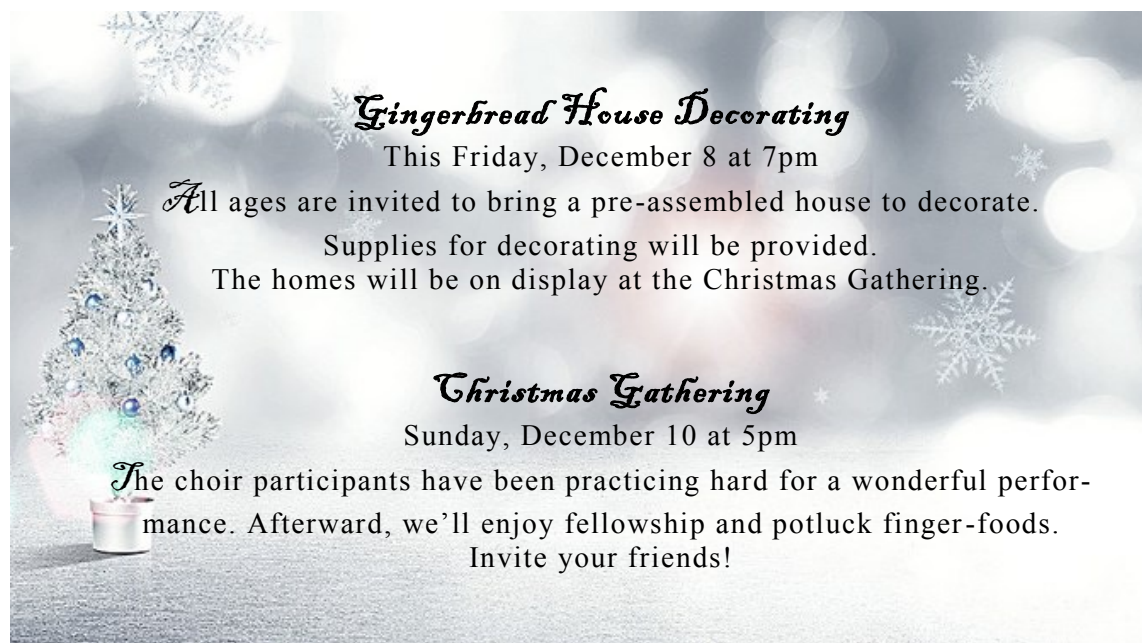 Gingerbread House Decorating
This Friday, December 8 at 7pm
All ages are invited to bring a pre-assembled house to decorate.
Supplies for decorating will be provided.
The homes will be on display at the Christmas Gathering.
Christmas Gathering
Sunday, December 10 at 5pm
The choir participants have been practicing hard for a wonderful perfor-
mance. Afterward, we’ll enjoy fellowship and potluck finger-foods.
Invite your friends!